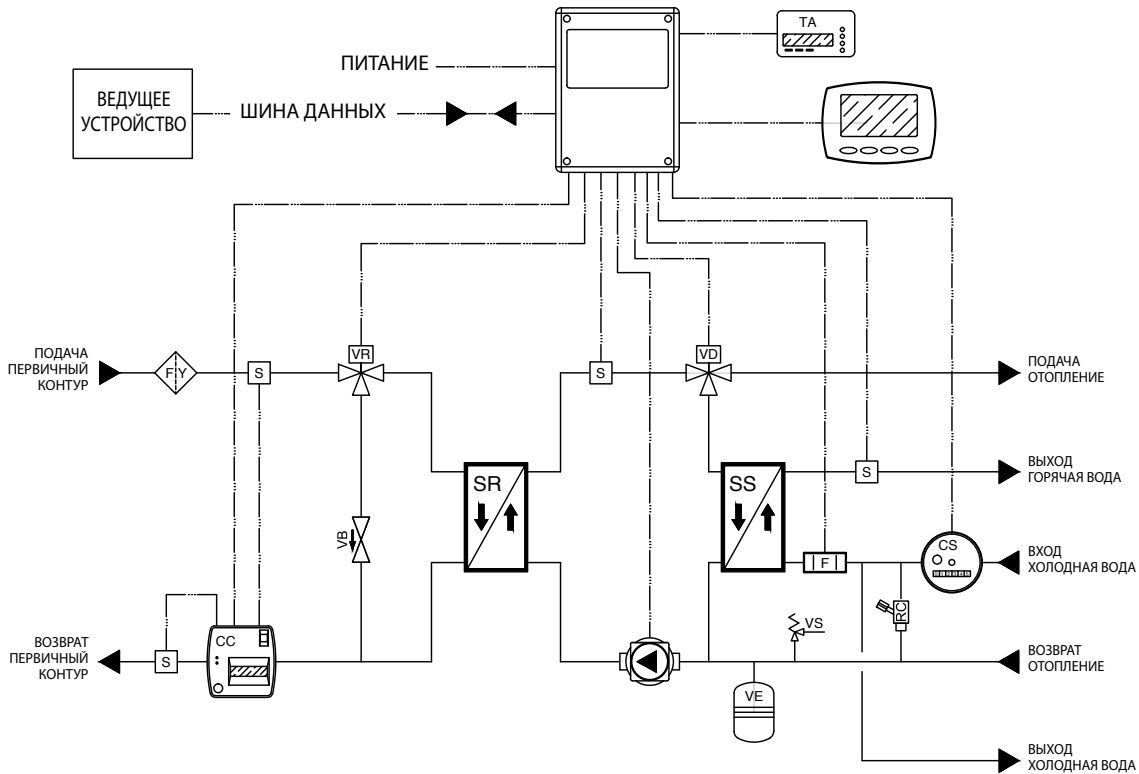 TA
ПИТАНИЕ
ВЕДУЩЕЕ
УСТРОЙСТВО
ШИНА ДАННЫХ
ПОДАЧА
ПЕРВИЧНЫЙ
КОНТУР
F Y
S
VR
S
VD
ПОДАЧА
ОТОПЛЕНИЕ
SR
SS
S
ВЫХОД
ГОРЯЧАЯ ВОДА
VB
F
CS
ВХОД
ХОЛОДНАЯ ВОДА
RC
VS
ВОЗВРАТ
ПЕРВИЧНЫЙ
КОНТУР
S
CC
ВОЗВРАТ
ОТОПЛЕНИЕ
VE
ВЫХОД
ХОЛОДНАЯ ВОДА